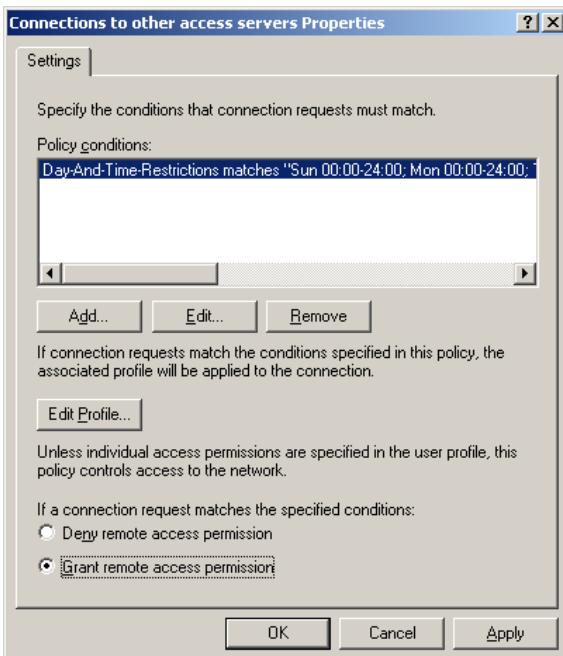 Connections to other access servers Properties
Settings
Specify the conditions that connection requests must match.
Policy conditions:
Day-And-Time-Restrictions matches "Sun 00:00-24:00; Mon 00:00-24:00;
Add...
Edit...
Remove
If connection requests match the conditions specified in this policy, the
associated profile will be applied to the connection.
Edit Profile...
Unless individual access permissions are specified in the user profile, this
policy controls access to the network.
If a connection request matches the specified conditions:
Deny remote access permission
Grant remote access permission
OK
Cancel
Apply